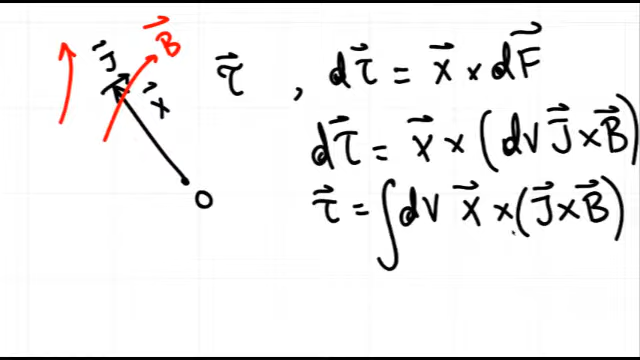 J⃗ B⃗ x⃗ O
τ⃗ , dτ⃗ = x⃗ × dF⃗
dτ⃗ = x⃗ × (dV J⃗ × B⃗)
τ⃗ = ∫ dV x⃗ × (J⃗ × B⃗)